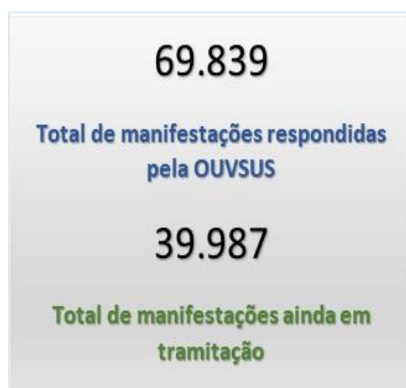 69.839
Total de manifestações respondidas
pela OUVSUS
39.987
Total de manifestações ainda em
tramitação